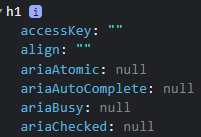 h1 i
accessKey: ""
align: ""
ariaAtomic: null
ariaAutoComplete: null
ariaBusy: null
ariaChecked: null